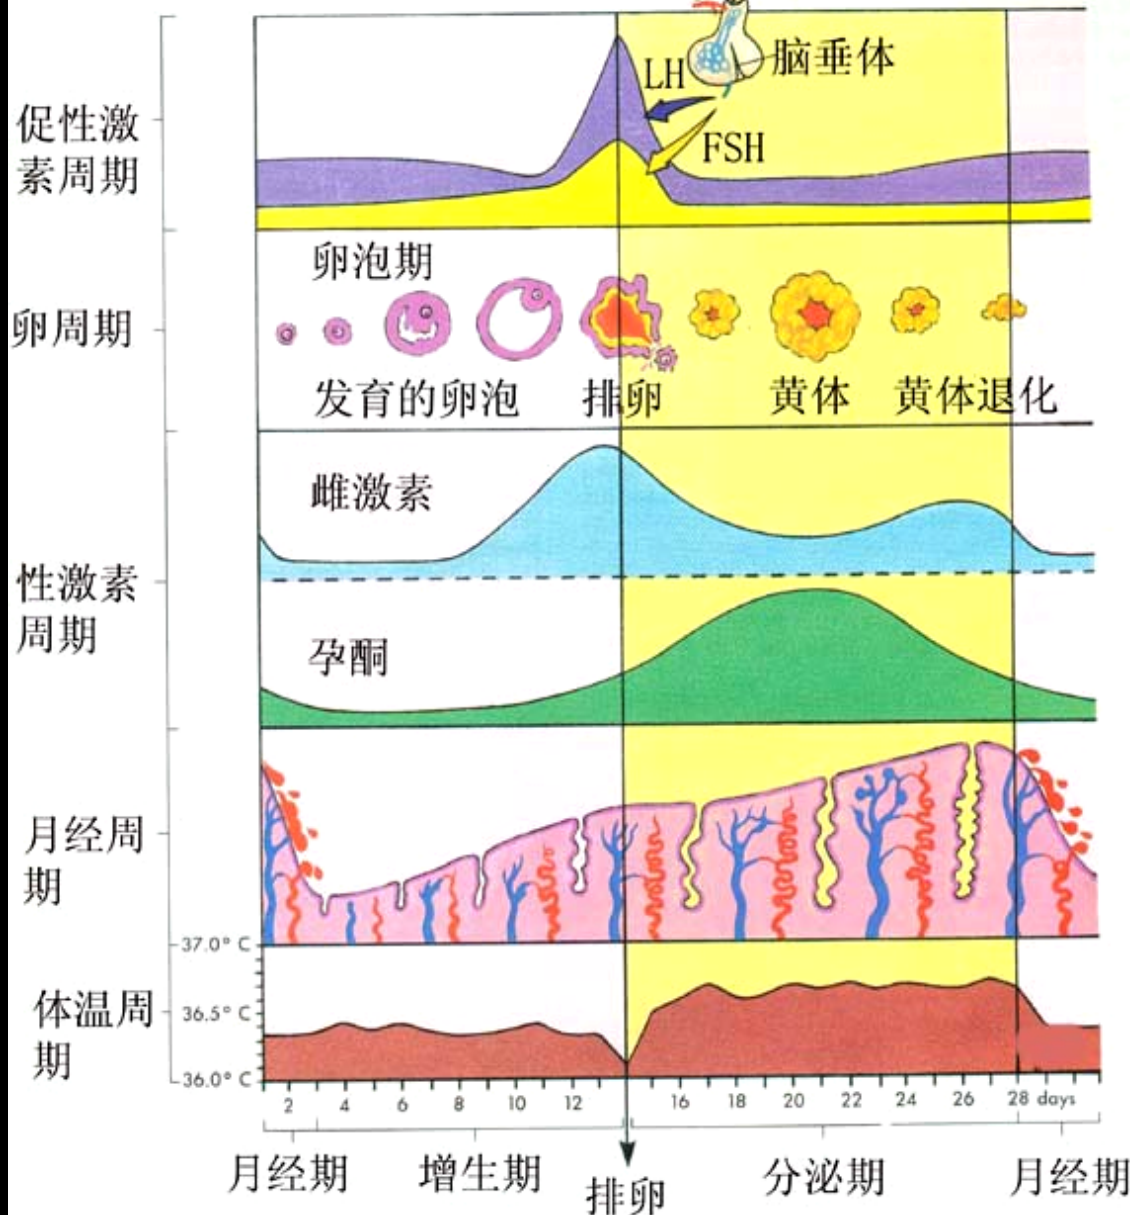 LH
脑垂体
FSH
促性激
素周期
卵泡期
卵周期
发育的卵泡
排卵
黄体
黄体退化
雌激素
性激素
周期
孕酮
月经周
期
37.0° C
体温周
期
36.5° C
36.0° C
2 4 6 8 10 12 16 18 20 22 24 26 28 days
月经期 增生期 排卵 分泌期 月经期